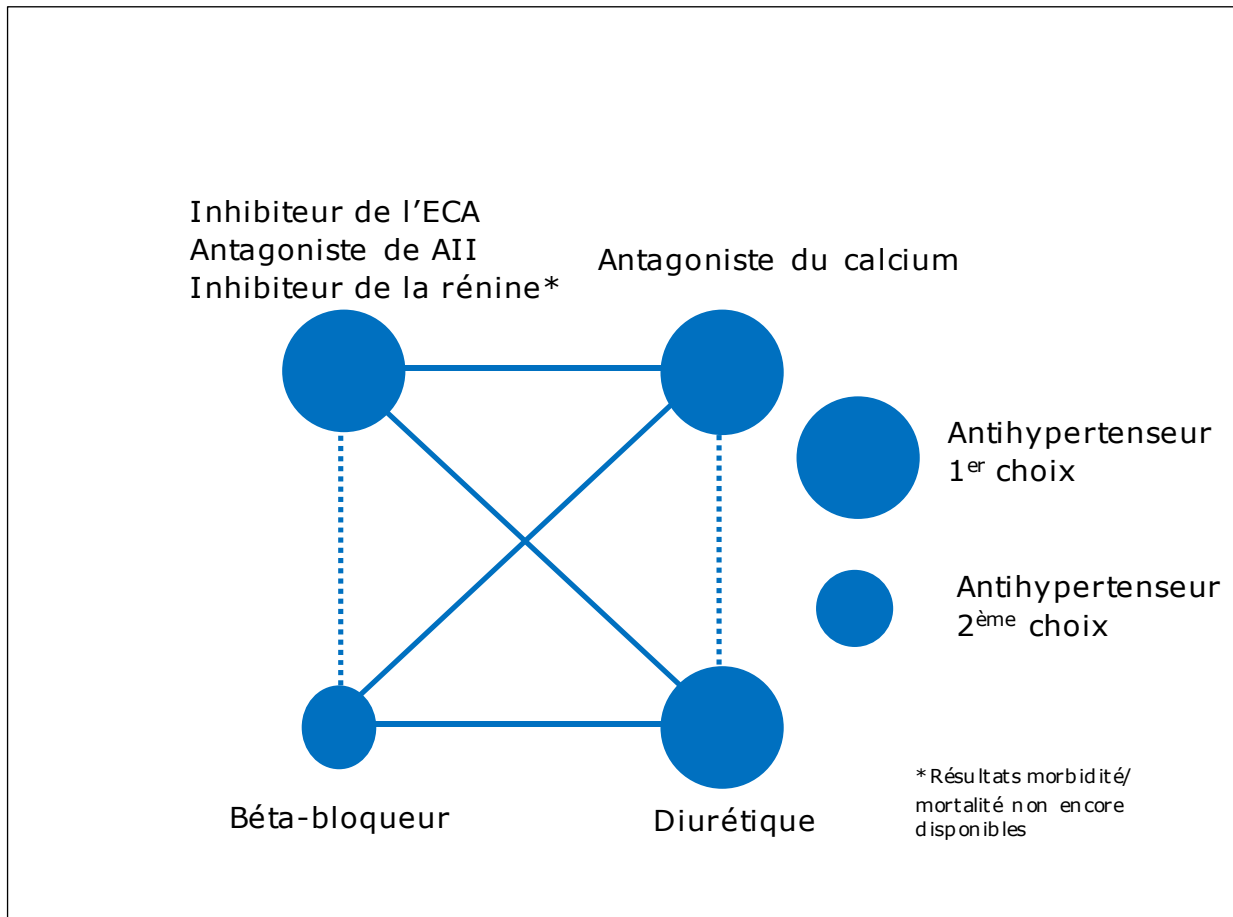 Inhibiteur de l’ECA
Antagoniste de AII
Inhibiteur de la rénine*
Antagoniste du calcium
Antihypertenseur
1er choix
Antihypertenseur
2ème choix
Béta-bloqueur
Diurétique
*Résultats morbidité/
mortalité non encore
disponibles